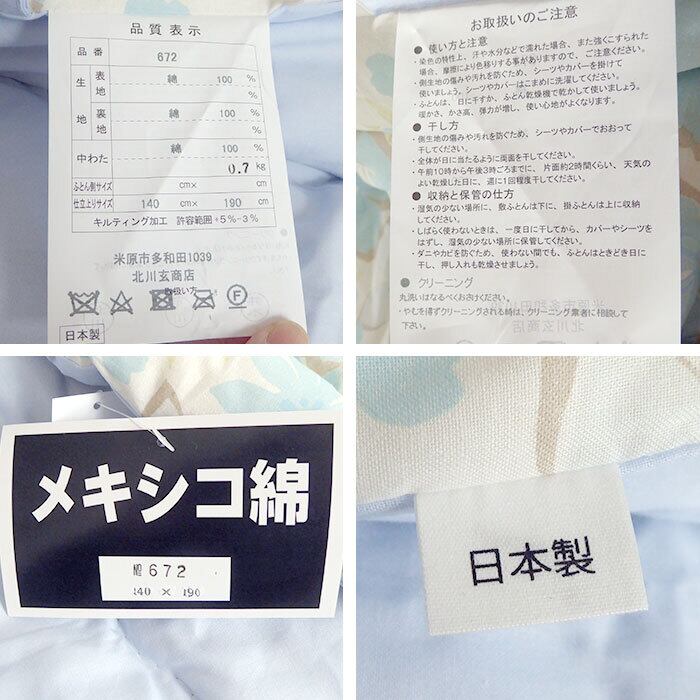 品質表示
品番 672
生地 表地 綿 100 %
%
裏地 綿 100 %
%
中わた 綿 100 %
0.7 kg
ふとん側サイズ cm× cm
仕立上りサイズ 140 cm× 190 cm
キルティング加工 許容範囲+5%-3%
米原市多和田1039
北川玄商店
取扱い方
F
日本製
お取扱いのご注意
● 使い方と注意
・染色の特性上、汗や水分などで濡れた場合、また強くこすられた
場合、摩擦により色移りする事がありますので、ご注意ください。
・側生地の傷みや汚れを防ぐため、シーツやカバーを掛けて
使いましょう。シーツやカバーはこまめに洗濯してください。
・ふとんは、日に干すか、ふとん乾燥機で乾かして使いましょう。
暖かさ、かさ高、弾力が増し、使い心地がよくなります。
● 干し方
・側生地の傷みや汚れを防ぐため、シーツやカバーでおおって
干してください。
・全体が日に当たるように両面を干してください。
・午前10時から午後3時ごろまでに、片面約2時間くらい、天気の
よい乾燥した日に、週に1回程度干してください。
● 収納と保管の仕方
・湿気の少ない場所に、敷ふとんは下に、掛ふとんは上に収納
してください。
・しばらく使わないときは、一度日に干してから、カバーやシーツを
はずし、湿気の少ない場所に保管してください。
・ダニやカビを防ぐため、使わない間でも、ふとんはときどき日に
干し、押し入れも乾燥させましょう。
● クリーニング
丸洗いはなるべくおさけください。
・やむを得ずクリーニングされる時は、クリーニング業者に相談して
下さい。
メキシコ綿
672
140 × 190
日本製